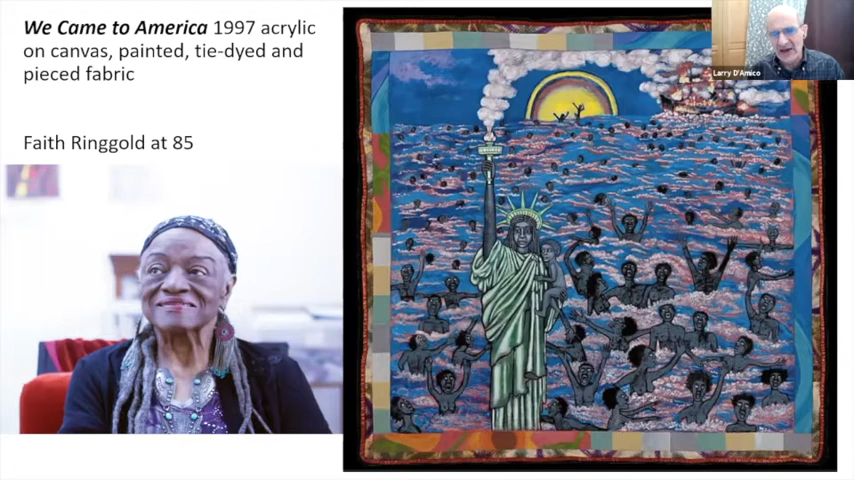 We Came to America 1997 acrylic
on canvas, painted, tie-dyed and
pieced fabric
Faith Ringgold at 85
Larry D'Amico